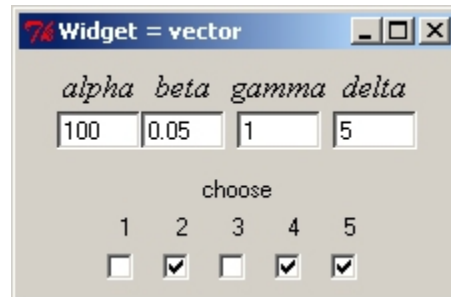 Widget = vector
alpha beta gamma delta
100 0.05 1 5
choose
1 2 3 4 5